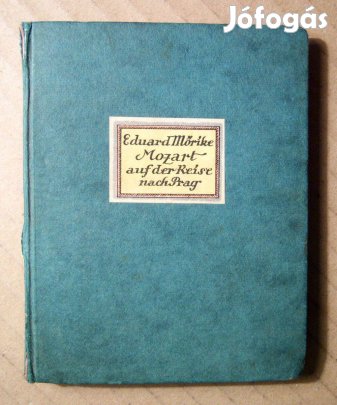 Jófogás
Eduard Mörike
Mozart
auf der Reise
nach Prag